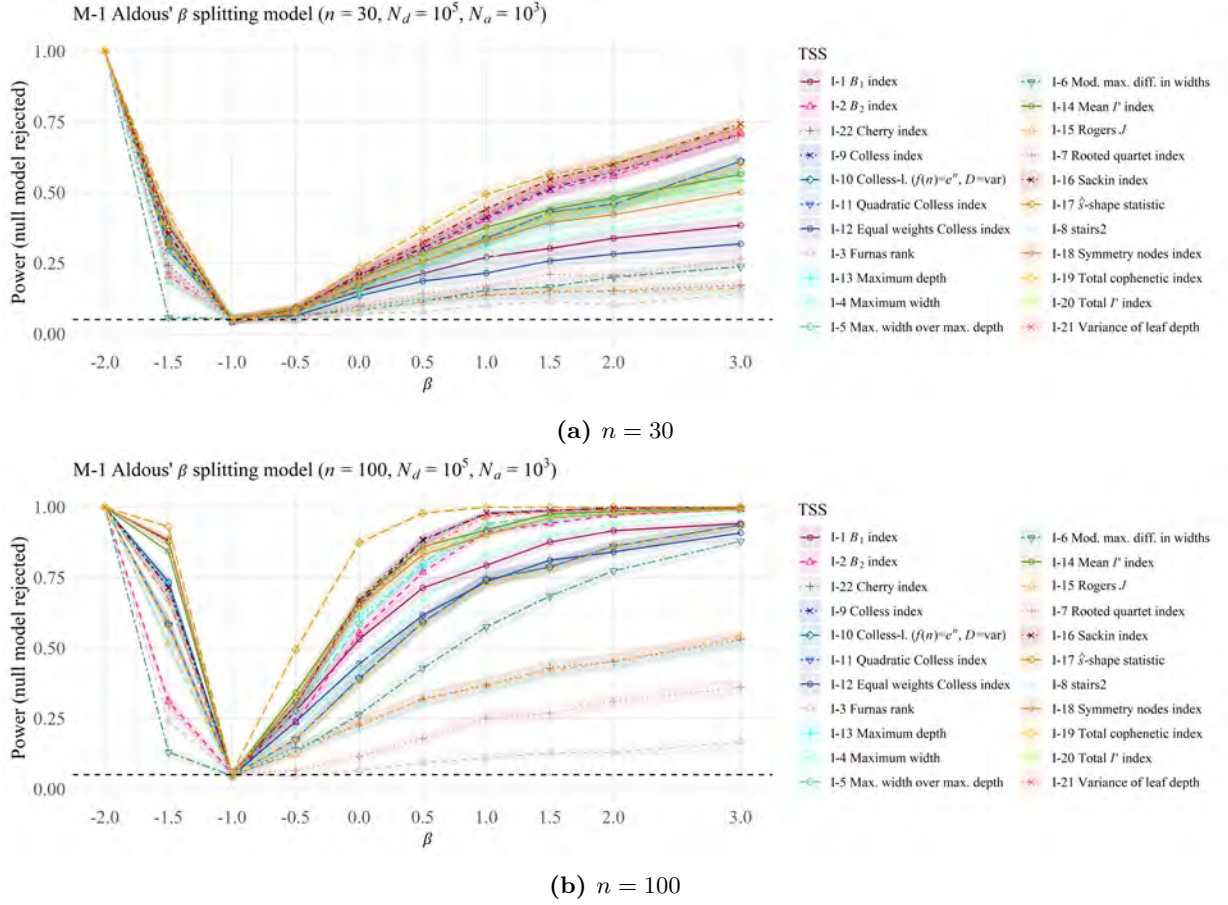 M-1 Aldous' β splitting model (n = 30, N_d = 10^5, N_a = 10^3)
Power (null model rejected)
1.00
0.75
0.50
0.25
0.00
-2.0 -1.5 -1.0 -0.5 0.0 0.5 1.0 1.5 2.0 3.0
β
TSS
I-1 B_1 index
I-2 B_2 index
I-22 Cherry index
I-9 Colless index
I-10 Colless-l. (f(n)=e^n, D=var)
I-11 Quadratic Colless index
I-12 Equal weights Colless index
I-3 Furnas rank
I-13 Maximum depth
I-4 Maximum width
I-5 Max. width over max. depth
I-6 Mod. max. diff. in widths
I-14 Mean I' index
I-15 Rogers J
I-7 Rooted quartet index
I-16 Sackin index
I-17 ŝ-shape statistic
I-8 stairs2
I-18 Symmetry nodes index
I-19 Total cophenetic index
I-20 Total I' index
I-21 Variance of leaf depth
(a) n = 30
M-1 Aldous' β splitting model (n = 100, N_d = 10^5, N_a = 10^3)
Power (null model rejected)
1.00
0.75
0.50
0.25
0.00
-2.0 -1.5 -1.0 -0.5 0.0 0.5 1.0 1.5 2.0 3.0
β
TSS
I-1 B_1 index
I-2 B_2 index
I-22 Cherry index
I-9 Colless index
I-10 Colless-l. (f(n)=e^n, D=var)
I-11 Quadratic Colless index
I-12 Equal weights Colless index
I-3 Furnas rank
I-13 Maximum depth
I-4 Maximum width
I-5 Max. width over max. depth
I-6 Mod. max. diff. in widths
I-14 Mean I' index
I-15 Rogers J
I-7 Rooted quartet index
I-16 Sackin index
I-17 ŝ-shape statistic
I-8 stairs2
I-18 Symmetry nodes index
I-19 Total cophenetic index
I-20 Total I' index
I-21 Variance of leaf depth
(b) n = 100